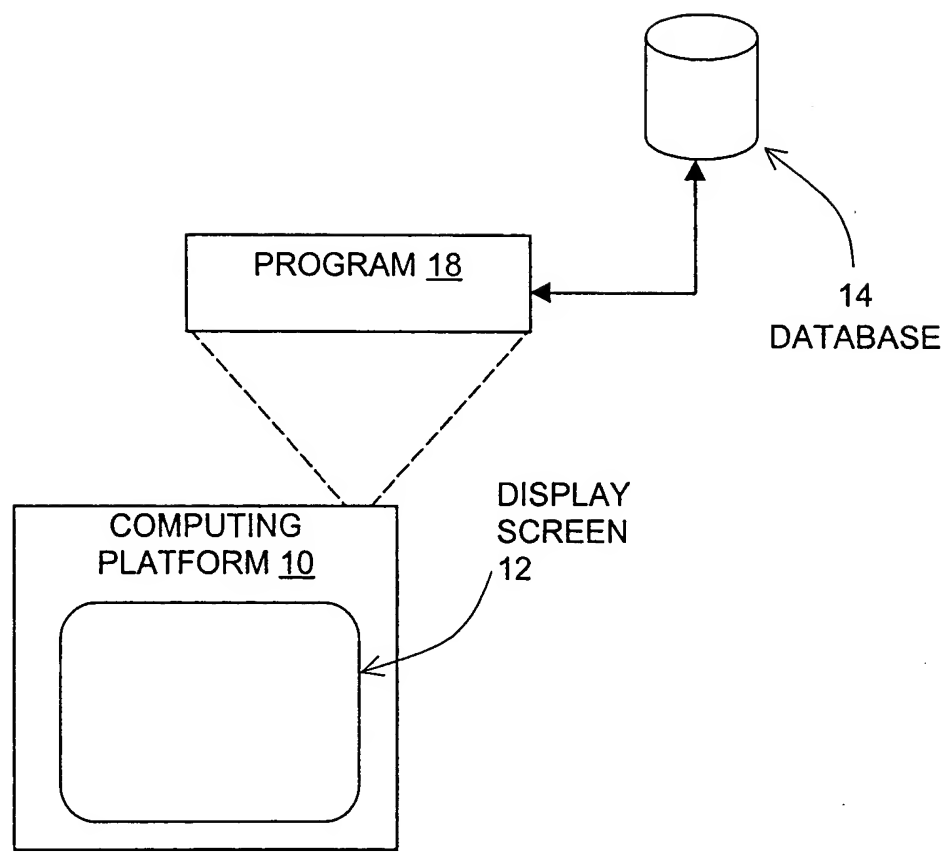 PROGRAM 18
14
DATABASE
COMPUTING
PLATFORM 10
DISPLAY
SCREEN
12